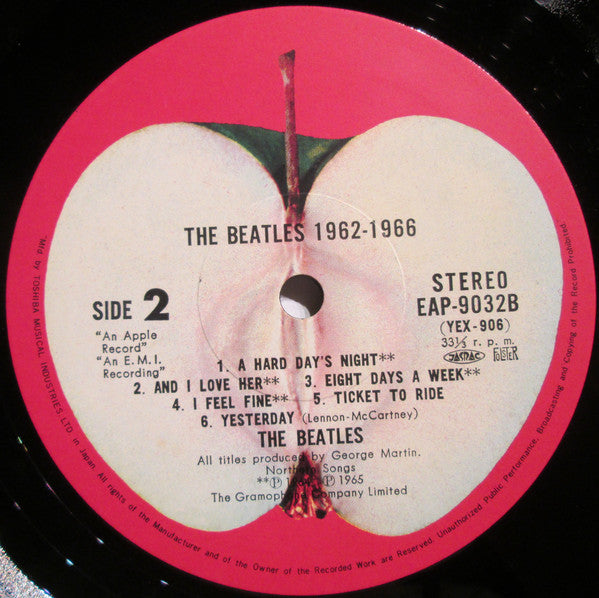 THE BEATLES 1962-1966
SIDE 2
"An Apple
Record"
"An E.M.I.
Recording"
STEREO
EAP-9032B
(YEX-906)
33⅓ r. p. m.
JASRAC
1. A HARD DAY'S NIGHT**
2. AND I LOVE HER** 3. EIGHT DAYS A WEEK**
4. I FEEL FINE** 5. TICKET TO RIDE
6. YESTERDAY (Lennon-McCartney)
THE BEATLES
All titles produced by George Martin.
Northern Songs
**Ⓟ 1964 Ⓟ 1965
The Gramophone Company Limited
Mfd by TOSHIBA MUSICAL INDUSTRIES, LTD in Japan. All rights of the Manufacturer and of the Owner of the Recorded Work are Reserved. Unauthorized Public Performance, Broadcasting and Copying of the Record Prohibited.